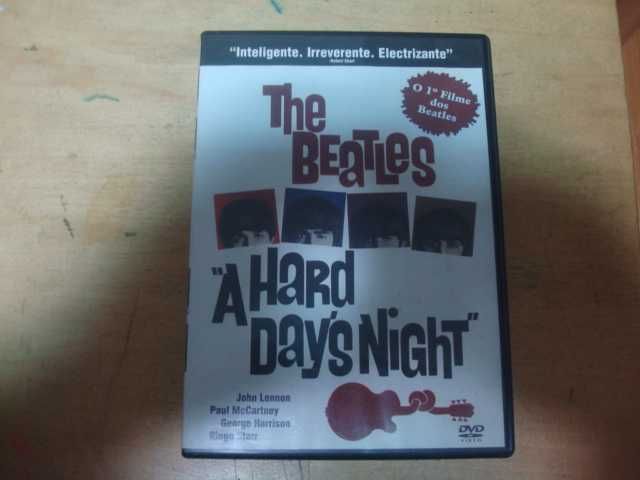 “Inteligente. Irreverente. Electrizante”
O 1º Filme
dos
Beatles
The
BEATLES
"A HARD
DAY'S NIGHT"
John Lennon
Paul McCartney
George Harrison
Ringo Starr
DVD
VIDEO